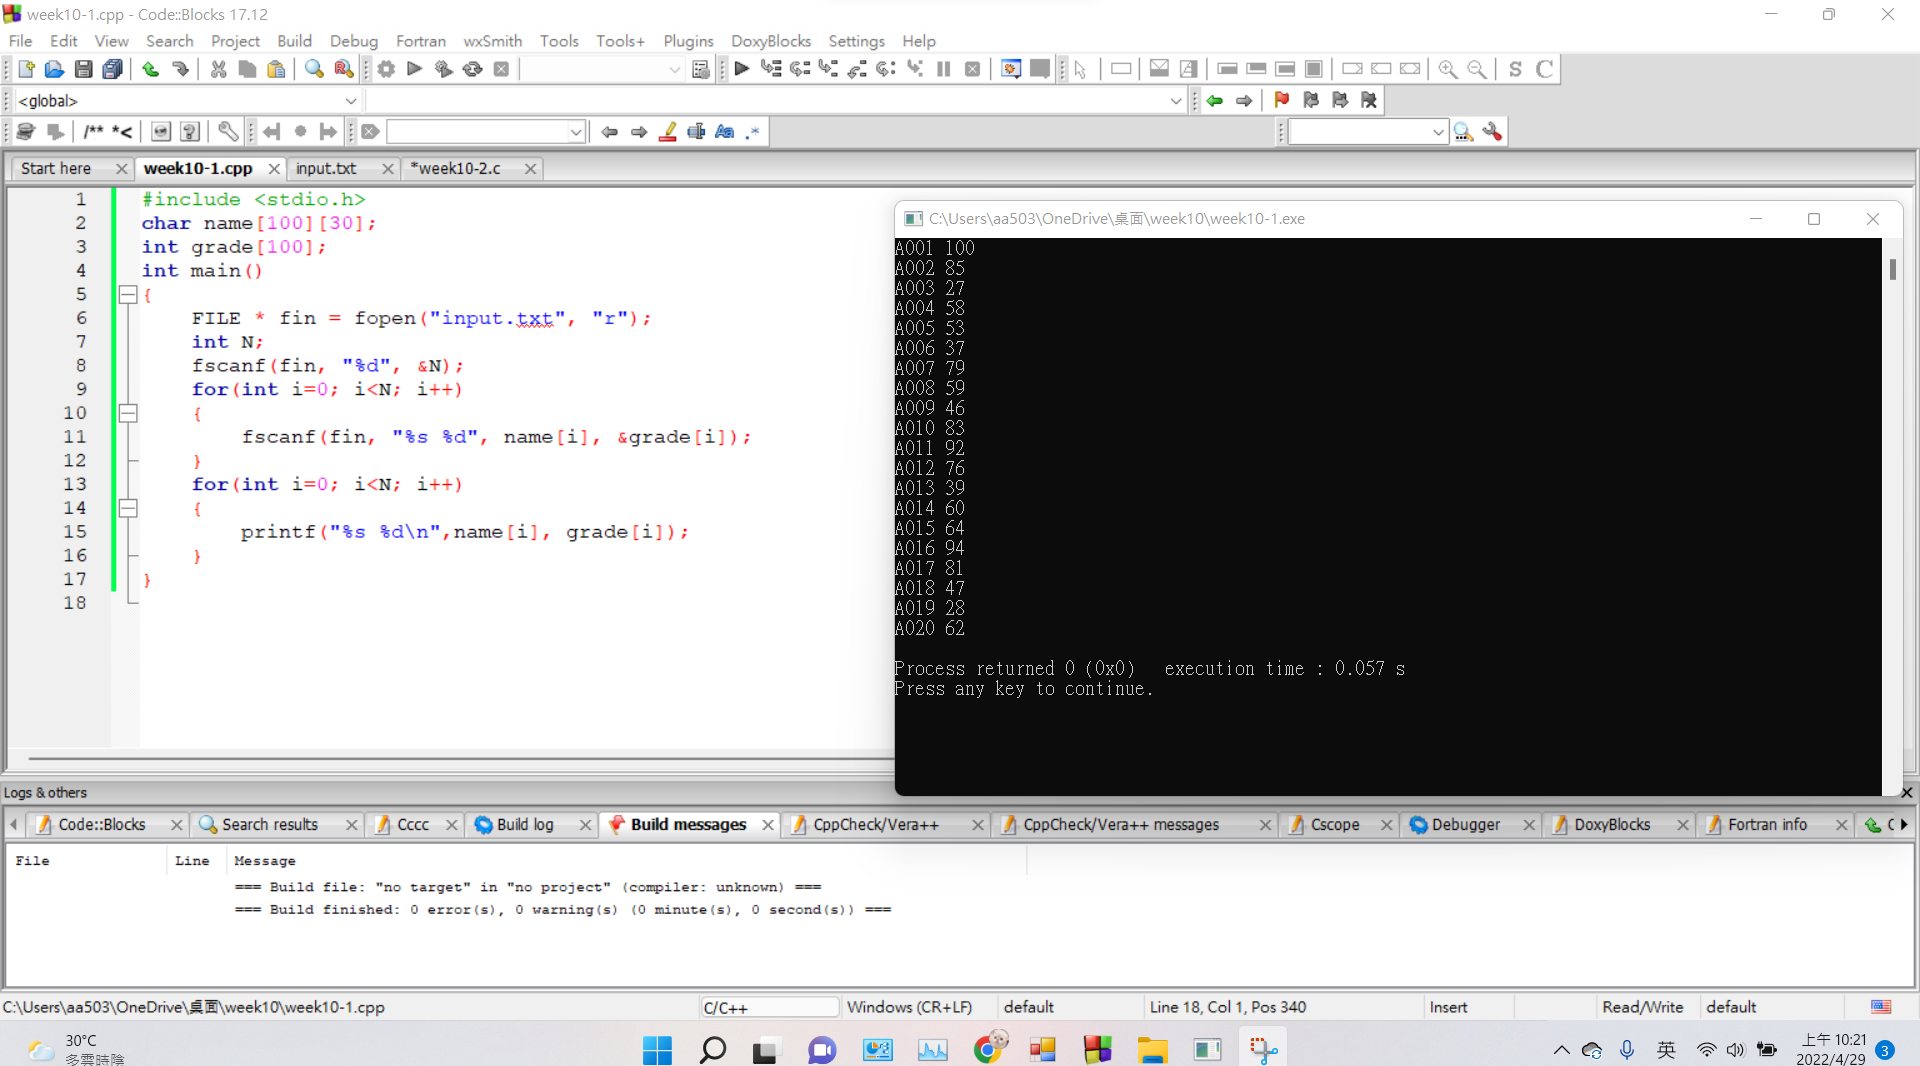 week10-1.cpp - Code::Blocks 17.12
File Edit View Search Project Build Debug Fortran wxSmith Tools Tools+ Plugins DoxyBlocks Settings Help
<global>
/** *<
Start here week10-1.cpp input.txt *week10-2.c
1 #include <stdio.h>
2 char name[100][30];
3 int grade[100];
4 int main()
5 {
6 FILE * fin = fopen("input.txt", "r");
7 int N;
8 fscanf(fin, "%d", &N);
9 for(int i=0; i<N; i++)
10 {
11 fscanf(fin, "%s %d", name[i], &grade[i]);
12 }
13 for(int i=0; i<N; i++)
14 {
15 printf("%s %d\n",name[i], grade[i]);
16 }
17 }
18
C:\Users\aa503\OneDrive\桌面\week10\week10-1.exe
A001 100
A002 85
A003 27
A004 58
A005 53
A006 37
A007 79
A008 59
A009 46
A010 83
A011 92
A012 76
A013 39
A014 60
A015 64
A016 94
A017 81
A018 47
A019 28
A020 62
Process returned 0 (0x0)   execution time : 0.057 s
Press any key to continue.
Logs & others
Code::Blocks Search results Cccc Build log Build messages CppCheck/Vera++ CppCheck/Vera++ messages Cscope Debugger DoxyBlocks Fortran info
File Line Message
=== Build file: "no target" in "no project" (compiler: unknown) ===
=== Build finished: 0 error(s), 0 warning(s) (0 minute(s), 0 second(s)) ===
C:\Users\aa503\OneDrive\桌面\week10\week10-1.cpp C/C++ Windows (CR+LF) default Line 18, Col 1, Pos 340 Insert Read/Write default
30°C
多雲時陰
英
上午 10:21
2022/4/29
3